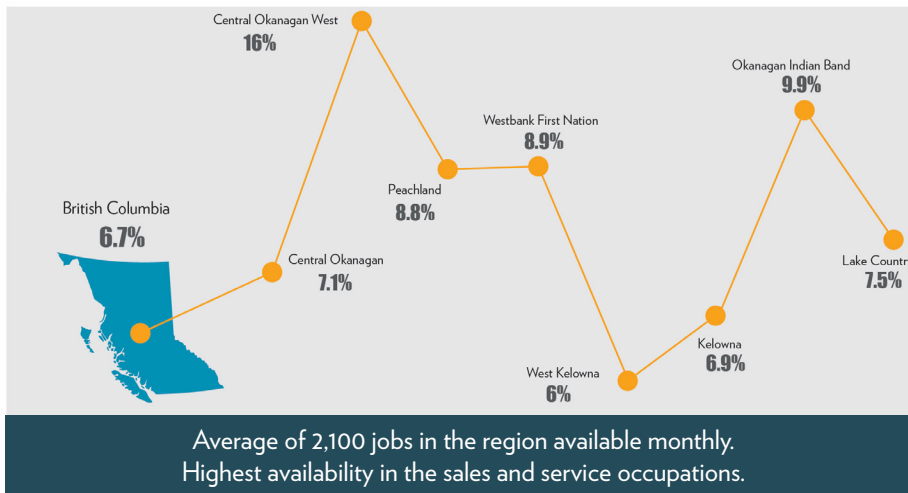 Central Okanagan West
16%
Okanagan Indian Band
9.9%
Westbank First Nation
8.9%
Peachland
8.8%
British Columbia
6.7%
Central Okanagan
7.1%
Lake Country
7.5%
Kelowna
6.9%
West Kelowna
6%
Average of 2,100 jobs in the region available monthly.
Highest availability in the sales and service occupations.